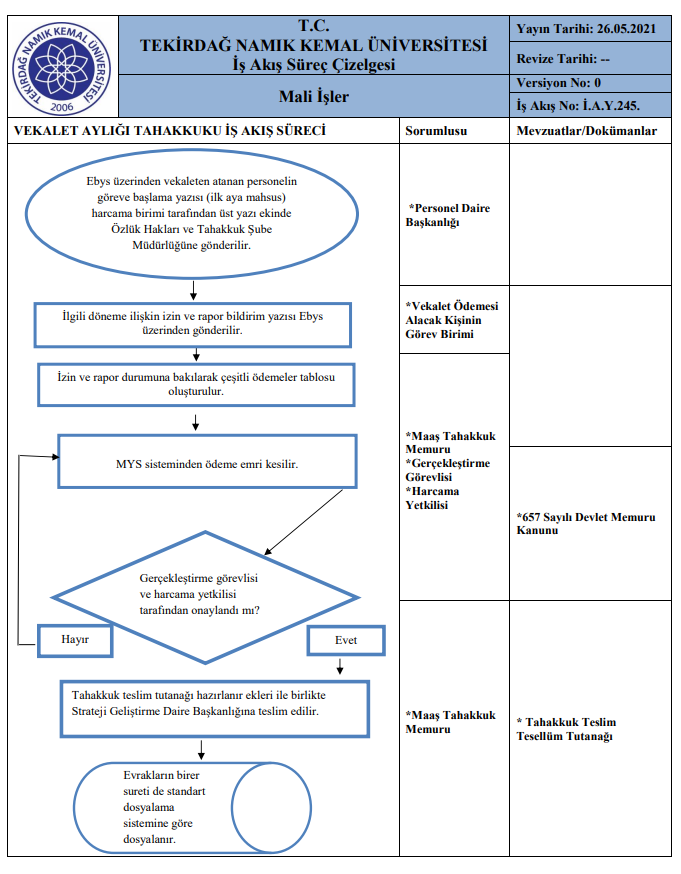 TEKİRDAĞ NAMIK KEMAL ÜNİVERSİTESİ
2006
T.C.
TEKİRDAĞ NAMIK KEMAL ÜNİVERSİTESİ
İş Akış Süreç Çizelgesi
Mali İşler
Yayın Tarihi: 26.05.2021
Revize Tarihi: --
Versiyon No: 0
İş Akış No: İ.A.Y.245.
VEKALET AYLIĞI TAHAKKUKU İŞ AKIŞ SÜRECİ
Sorumlusu
Mevzuatlar/Dokümanlar
Ebys üzerinden vekaleten atanan personelin
göreve başlama yazısı (ilk aya mahsus)
harcama birimi tarafından üst yazı ekinde
Özlük Hakları ve Tahakkuk Şube
Müdürlüğüne gönderilir.
*Personel Daire
Başkanlığı
İlgili döneme ilişkin izin ve rapor bildirim yazısı Ebys
üzerinden gönderilir.
*Vekalet Ödemesi
Alacak Kişinin
Görev Birimi
İzin ve rapor durumuna bakılarak çeşitli ödemeler tablosu
oluşturulur.
MYS sisteminden ödeme emri kesilir.
*Maaş Tahakkuk
Memuru
*Gerçekleştirme
Görevlisi
*Harcama
Yetkilisi
*657 Sayılı Devlet Memuru
Kanunu
Gerçekleştirme görevlisi
ve harcama yetkilisi
tarafından onaylandı mı?
Hayır
Evet
Tahakkuk teslim tutanağı hazırlanır ekleri ile birlikte
Strateji Geliştirme Daire Başkanlığına teslim edilir.
*Maaş Tahakkuk
Memuru
* Tahakkuk Teslim
Tesellüm Tutanağı
Evrakların birer
sureti de standart
dosyalama
sistemine göre
dosyalanır.